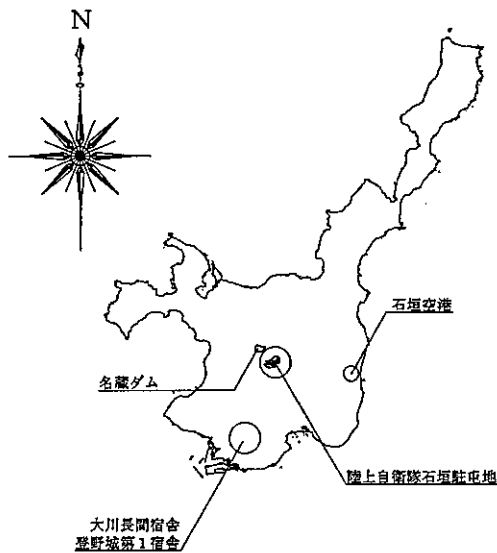 N
石垣空港
名蔵ダム
陸上自衛隊石垣駐屯地
大川長間宿舎
登野城第1宿舎